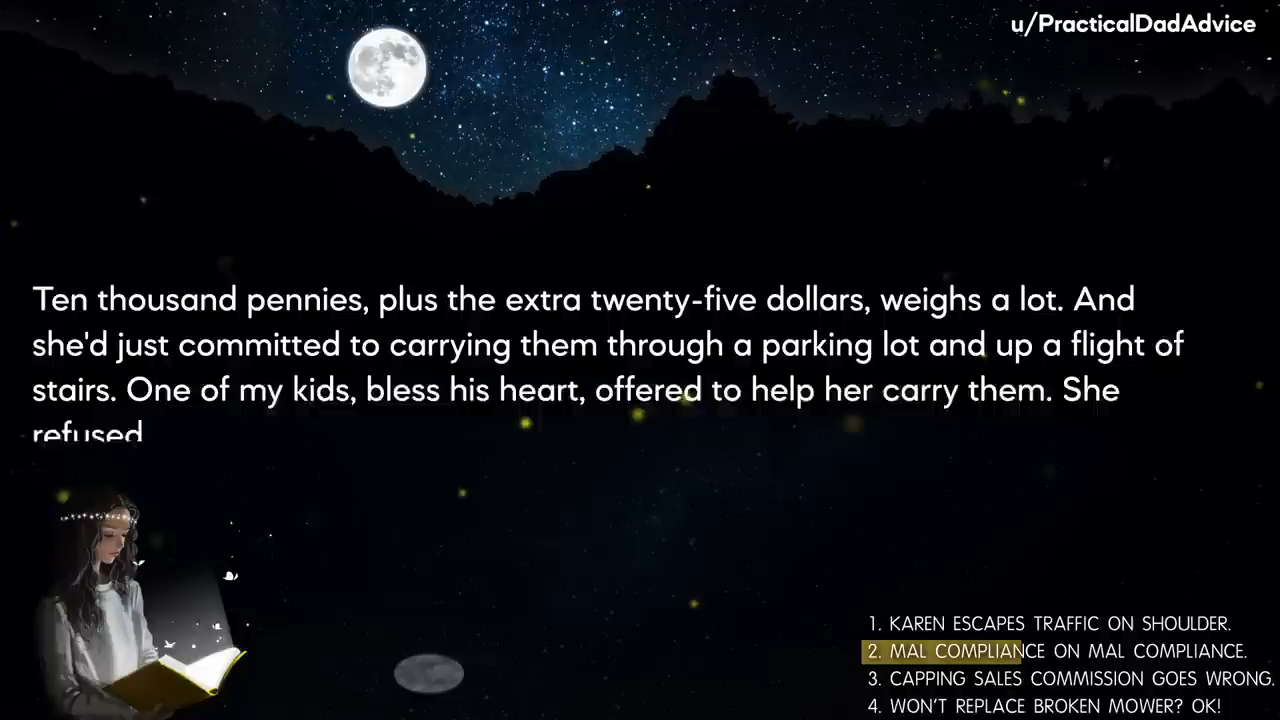 u/PracticalDadAdvice
Ten thousand pennies, plus the extra twenty-five dollars, weighs a lot. And
she'd just committed to carrying them through a parking lot and up a flight of
stairs. One of my kids, bless his heart, offered to help her carry them. She
refused
1. KAREN ESCAPES TRAFFIC ON SHOULDER.
2. MAL COMPLIANCE ON MAL COMPLIANCE.
3. CAPPING SALES COMMISSION GOES WRONG.
4. WON'T REPLACE BROKEN MOWER? OK!